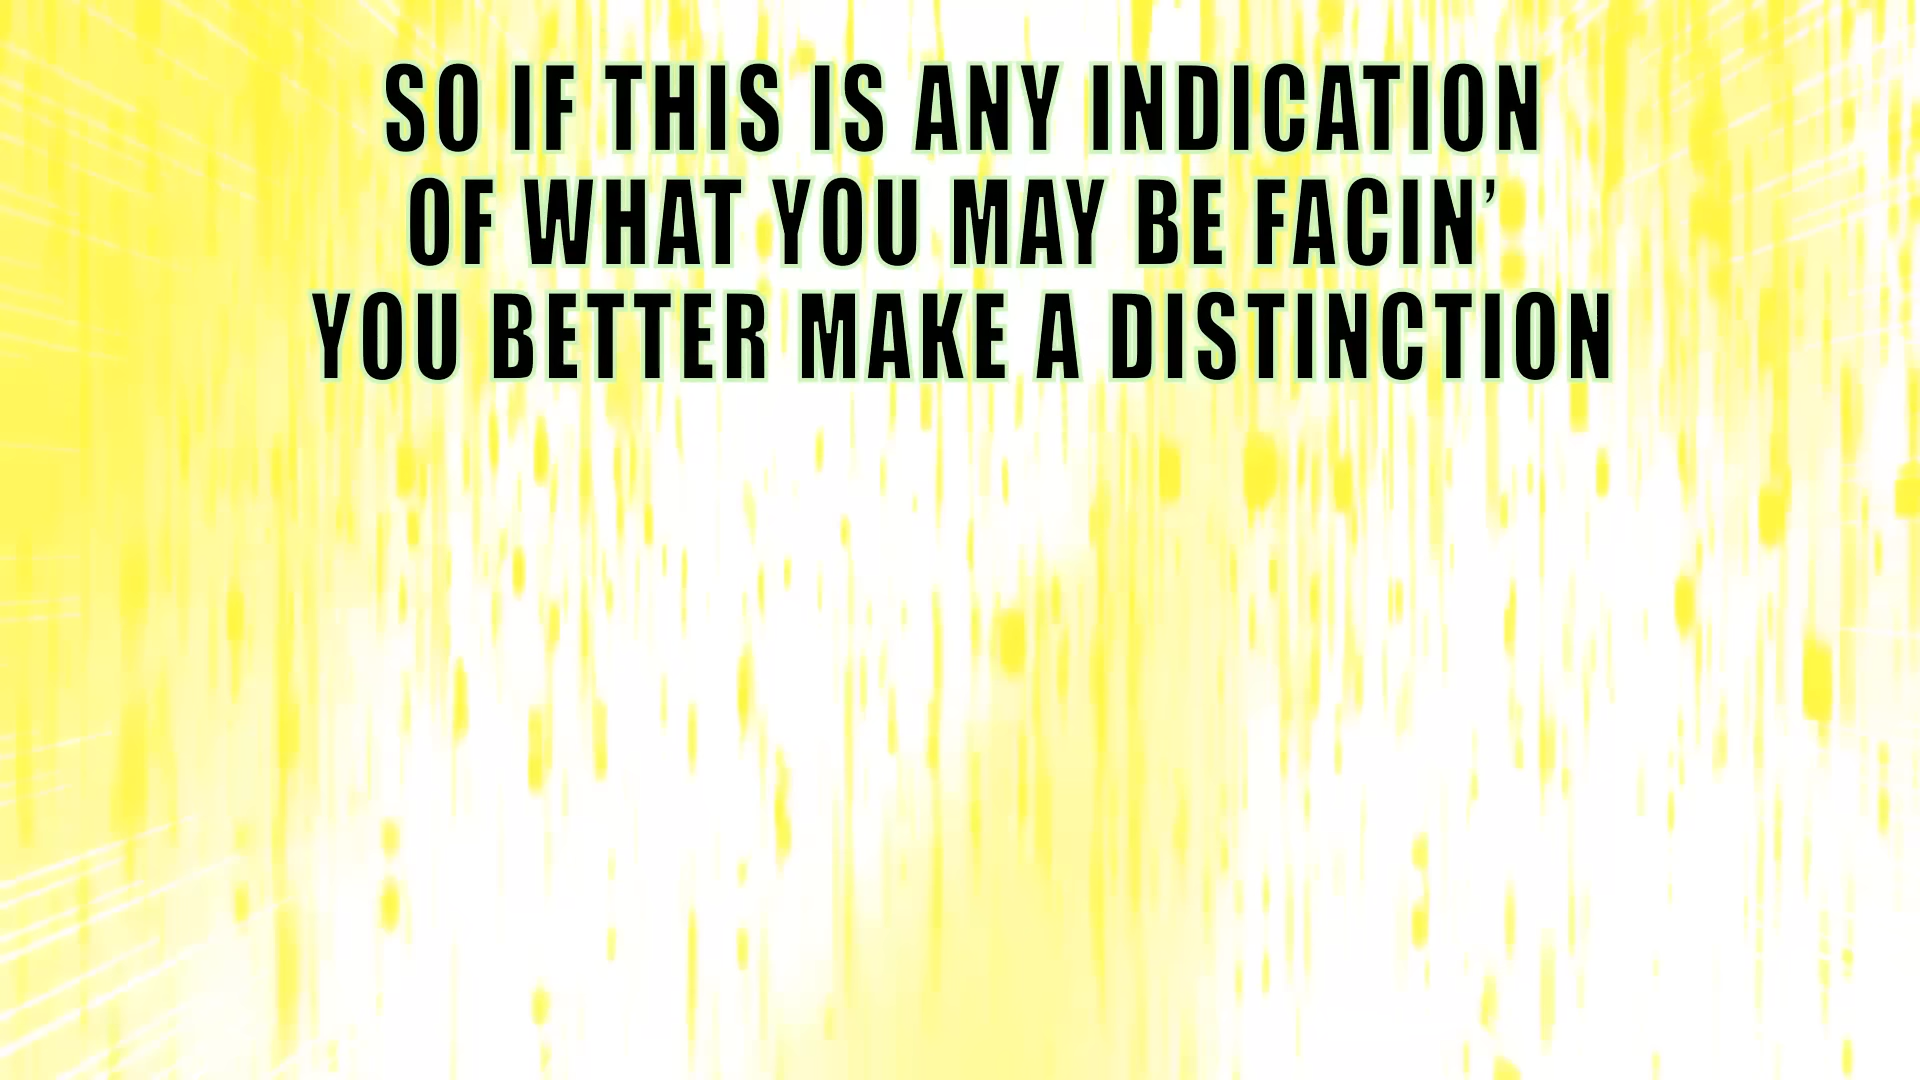 SO IF THIS IS ANY INDICATION
OF WHAT YOU MAY BE FACIN’
YOU BETTER MAKE A DISTINCTION